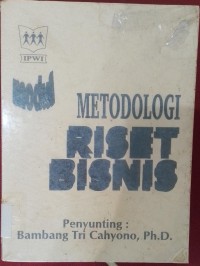 IPWI
METODOLOGI
RISET
BISNIS
Penyunting :
Bambang Tri Cahyono, Ph.D.